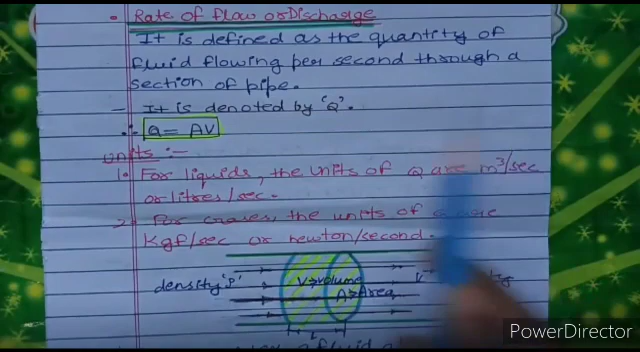 • Rate of flow or Discharge
It is defined as the quantity of
fluid flowing per second through a
section of pipe.
- It is denoted by 'Q'.
∴ Q = AV
Units :-
1. For liquids, the units of Q are m³/sec
or litres/sec.
2. For Gases, the units of Q are
Kgf/sec or newton/second.
density 'ρ'
V→volume
A→Area
V
L
of fluid
PowerDirector